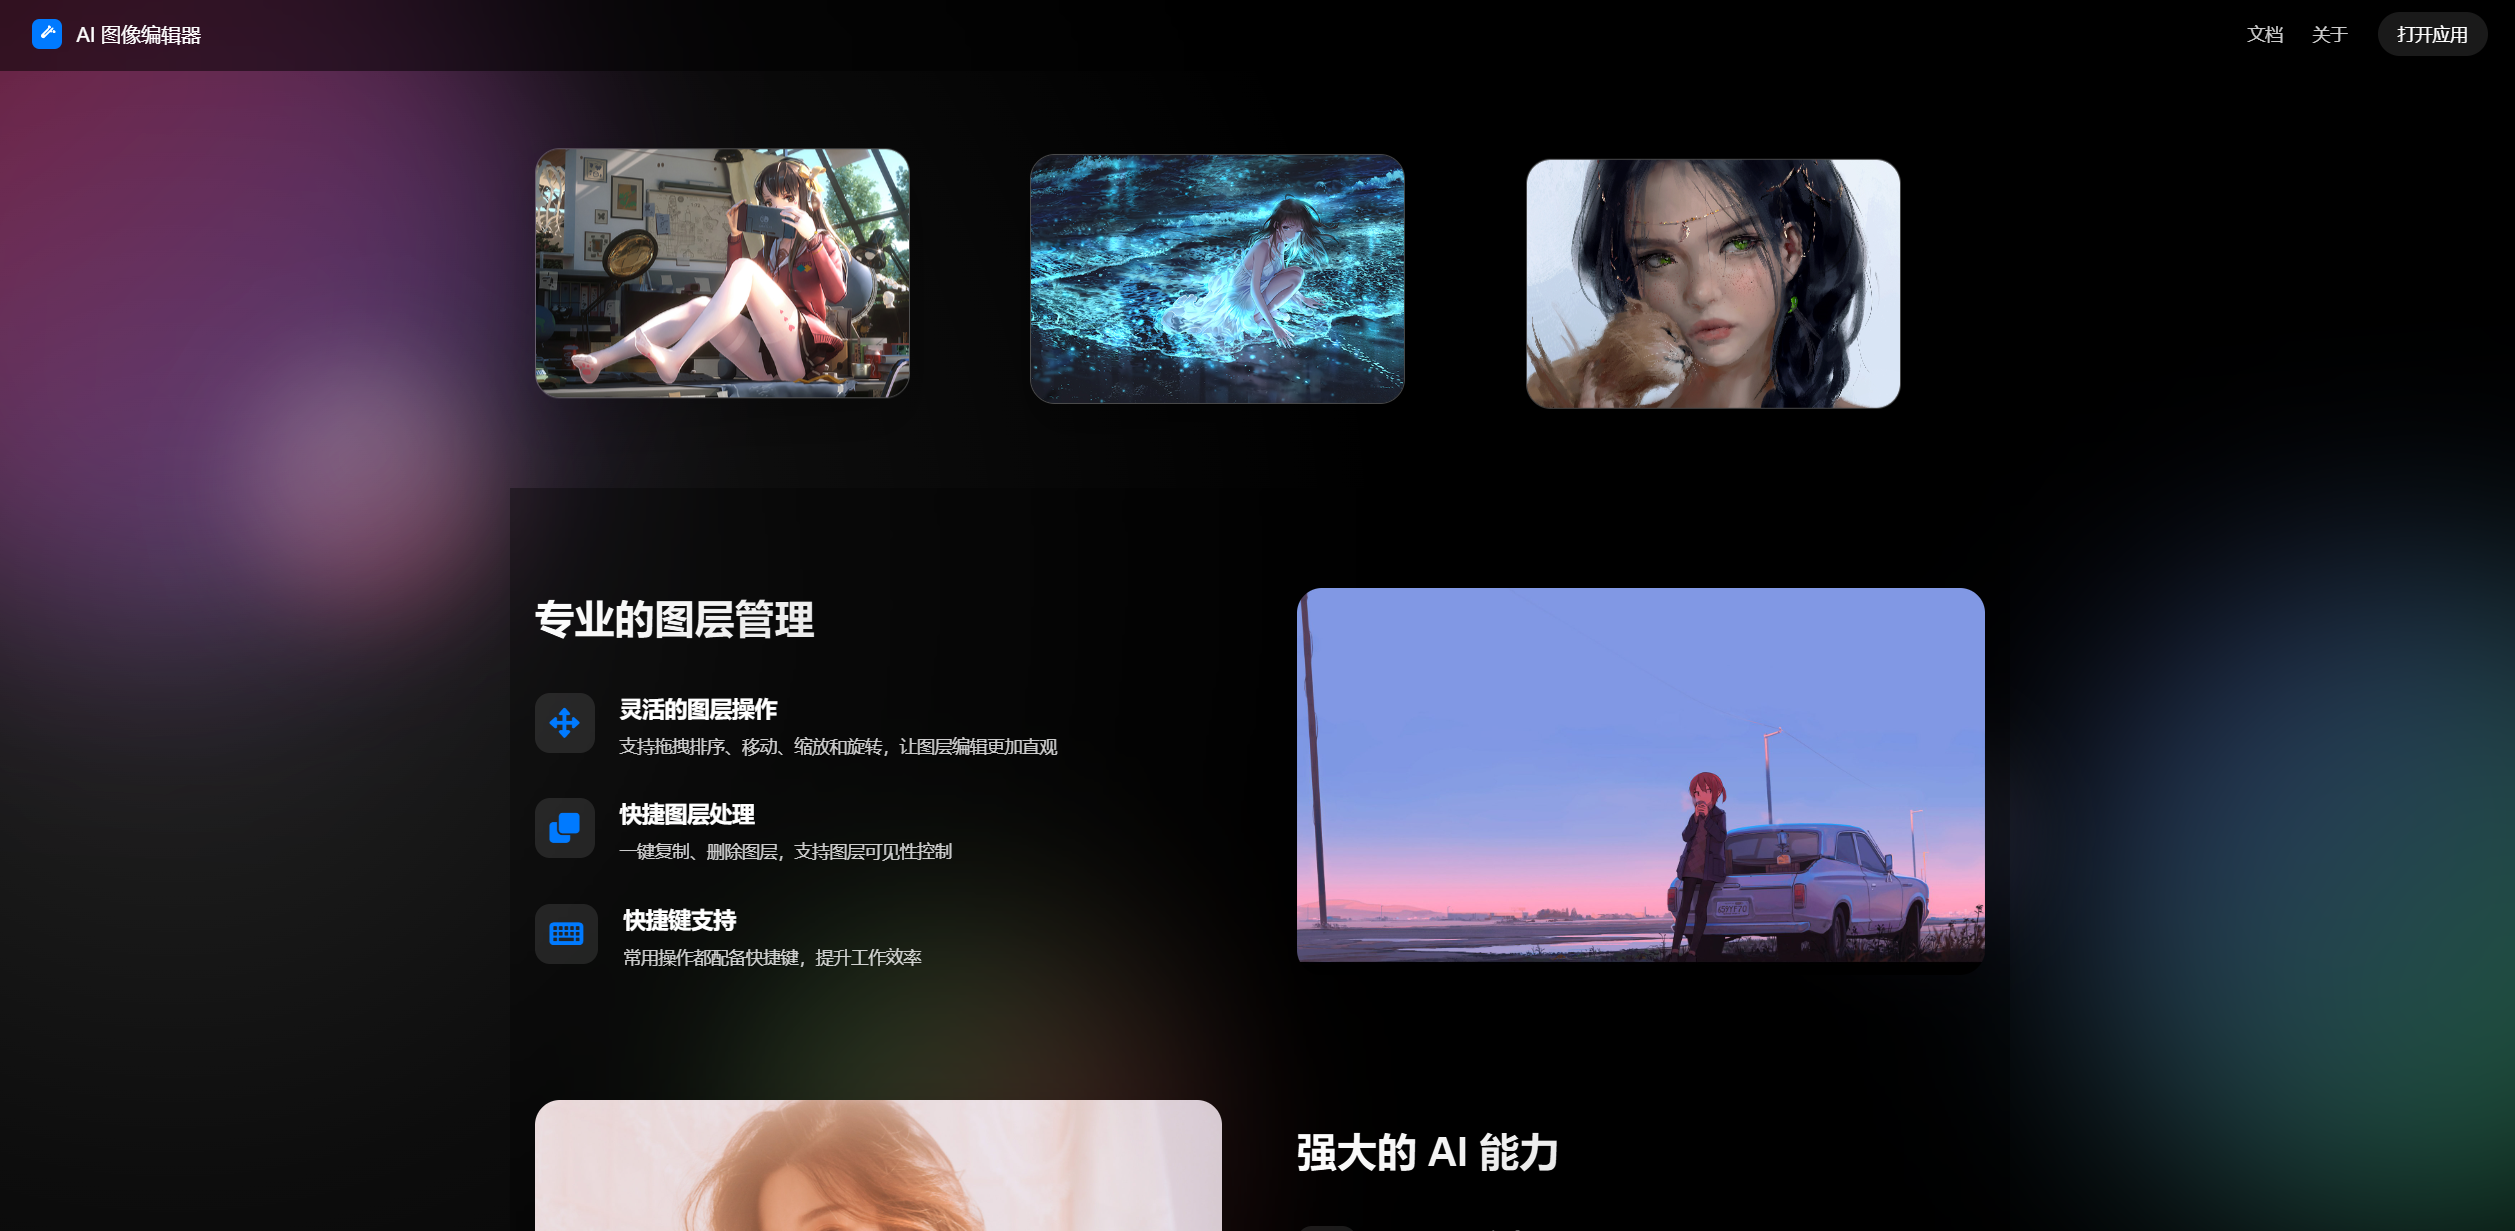 AI 图像编辑器
文档
关于
打开应用
专业的图层管理
灵活的图层操作
支持拖拽排序、移动、缩放和旋转，让图层编辑更加直观
快捷图层处理
一键复制、删除图层，支持图层可见性控制
快捷键支持
常用操作都配备快捷键，提升工作效率
强大的 AI 能力